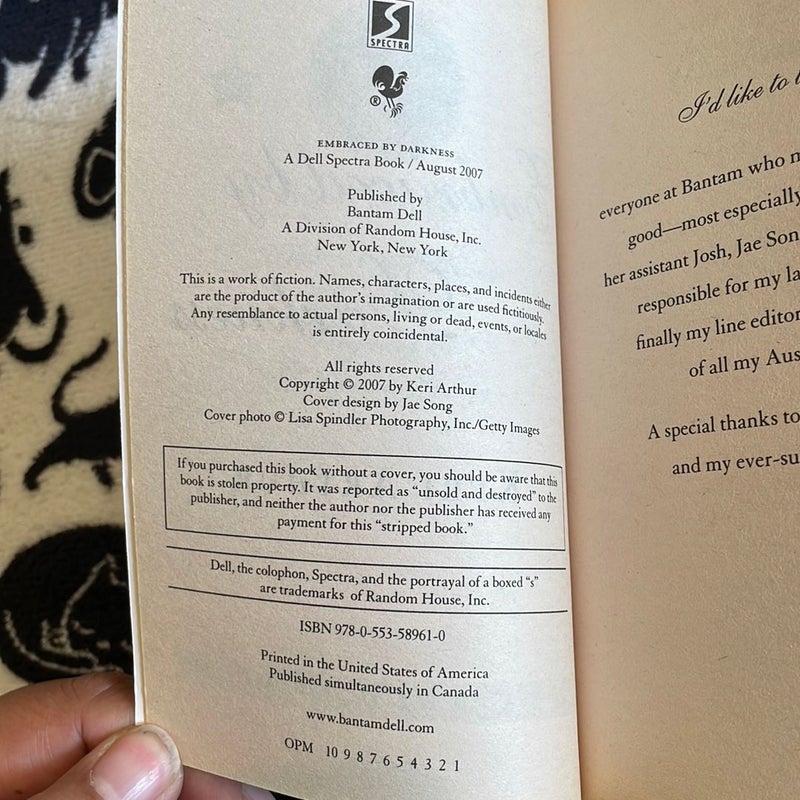 SPECTRA
®
EMBRACED BY DARKNESS
A Dell Spectra Book / August 2007
Published by
Bantam Dell
A Division of Random House, Inc.
New York, New York
This is a work of fiction. Names, characters, places, and incidents either
are the product of the author's imagination or are used fictitiously.
Any resemblance to actual persons, living or dead, events, or locales
is entirely coincidental.
All rights reserved
Copyright © 2007 by Keri Arthur
Cover design by Jae Song
Cover photo © Lisa Spindler Photography, Inc./Getty Images
If you purchased this book without a cover, you should be aware that this
book is stolen property. It was reported as "unsold and destroyed" to the
publisher, and neither the author nor the publisher has received any
payment for this "stripped book."
Dell, the colophon, Spectra, and the portrayal of a boxed "s"
are trademarks of Random House, Inc.
ISBN 978-0-553-58961-0
Printed in the United States of America
Published simultaneously in Canada
www.bantamdell.com
OPM 10 9 8 7 6 5 4 3 2 1
I'd like to
everyone at Bantam who
good—most especially
her assistant Josh, Jae Son
responsible for my
finally my line editor
of all my
A special thanks to
and my